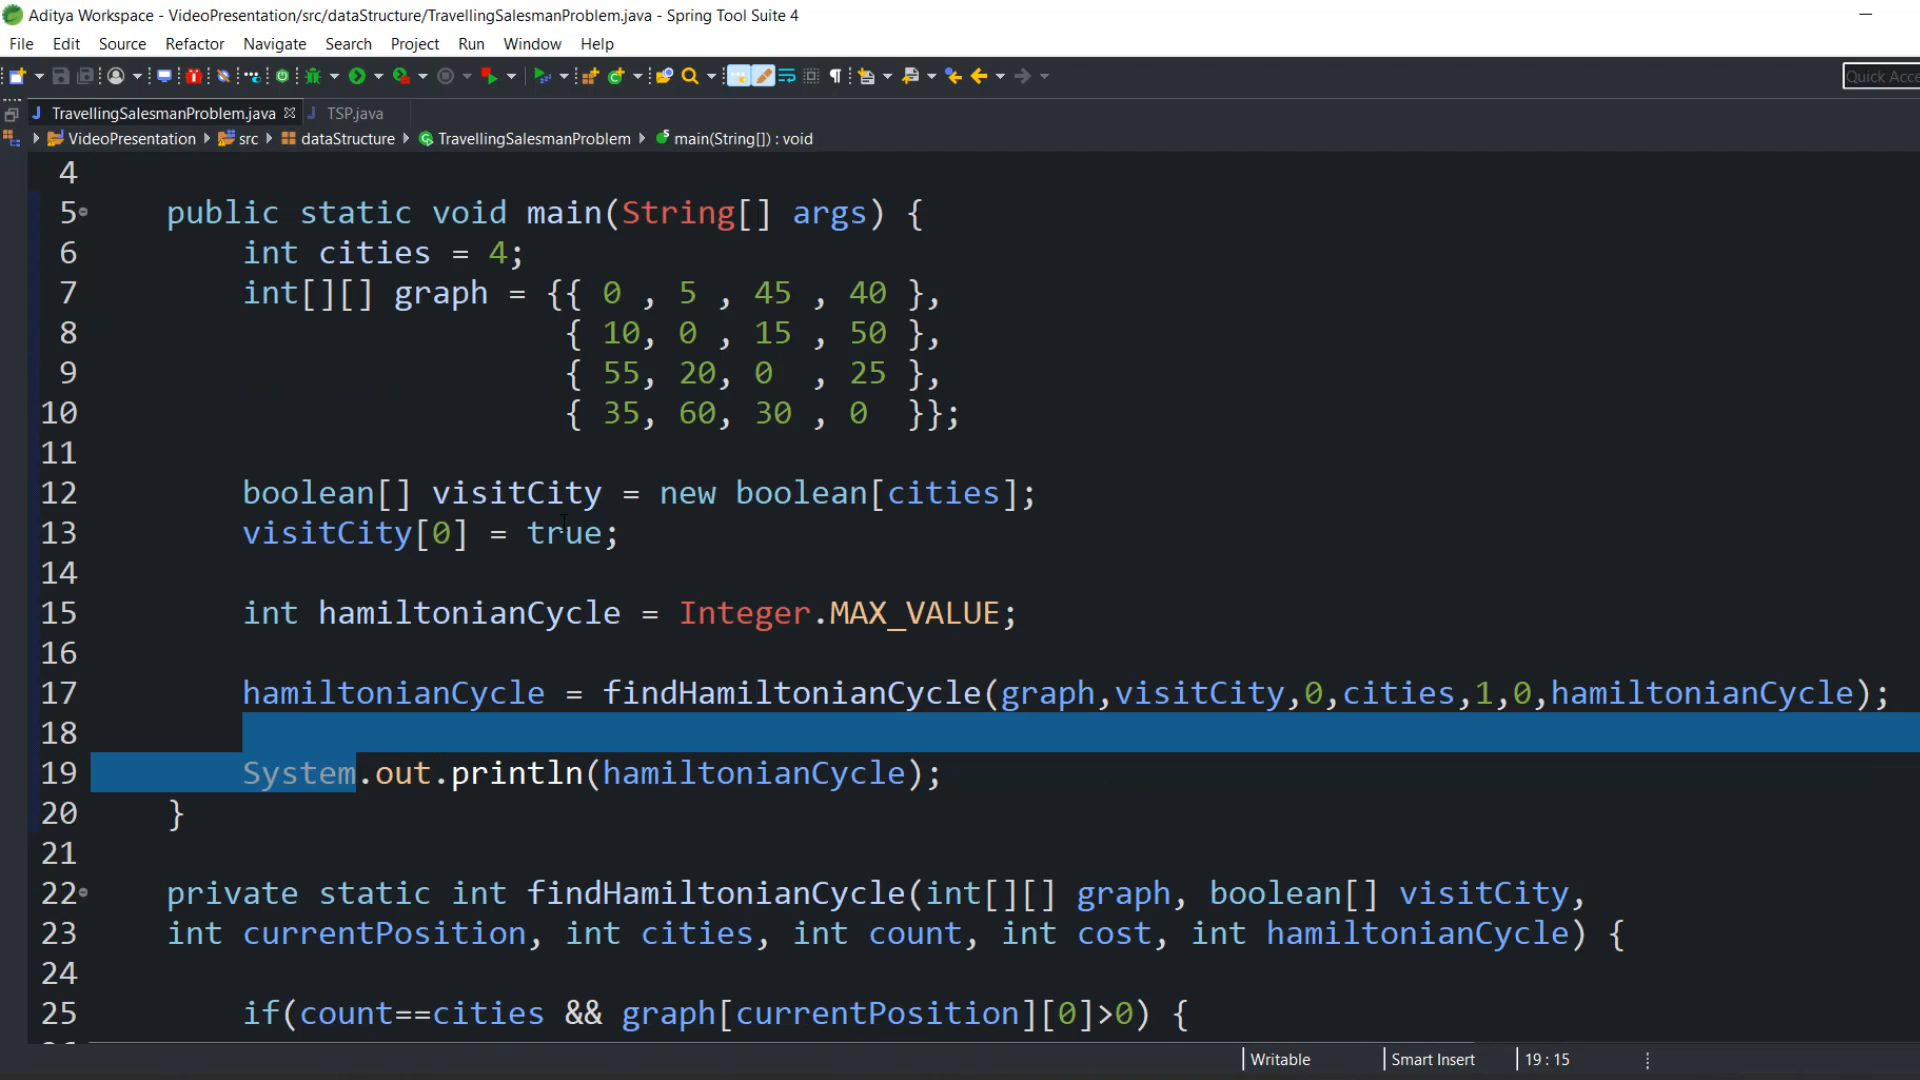 Aditya Workspace - VideoPresentation/src/dataStructure/TravellingSalesmanProblem.java - Spring Tool Suite 4
File Edit Source Refactor Navigate Search Project Run Window Help
Quick Acce
TravellingSalesmanProblem.java TSP.java
VideoPresentation src dataStructure TravellingSalesmanProblem main(String[]) : void
4
5 public static void main(String[] args) {
6 int cities = 4;
7 int[][] graph = {{ 0 , 5 , 45 , 40 },
8 { 10, 0 , 15 , 50 },
9 { 55, 20, 0 , 25 },
10 { 35, 60, 30 , 0 }};
11
12 boolean[] visitCity = new boolean[cities];
13 visitCity[0] = true;
14
15 int hamiltonianCycle = Integer.MAX_VALUE;
16
17 hamiltonianCycle = findHamiltonianCycle(graph,visitCity,0,cities,1,0,hamiltonianCycle);
18
19 System.out.println(hamiltonianCycle);
20 }
21
22 private static int findHamiltonianCycle(int[][] graph, boolean[] visitCity,
23 int currentPosition, int cities, int count, int cost, int hamiltonianCycle) {
24
25 if(count==cities && graph[currentPosition][0]>0) {
Writable Smart Insert 19 : 15